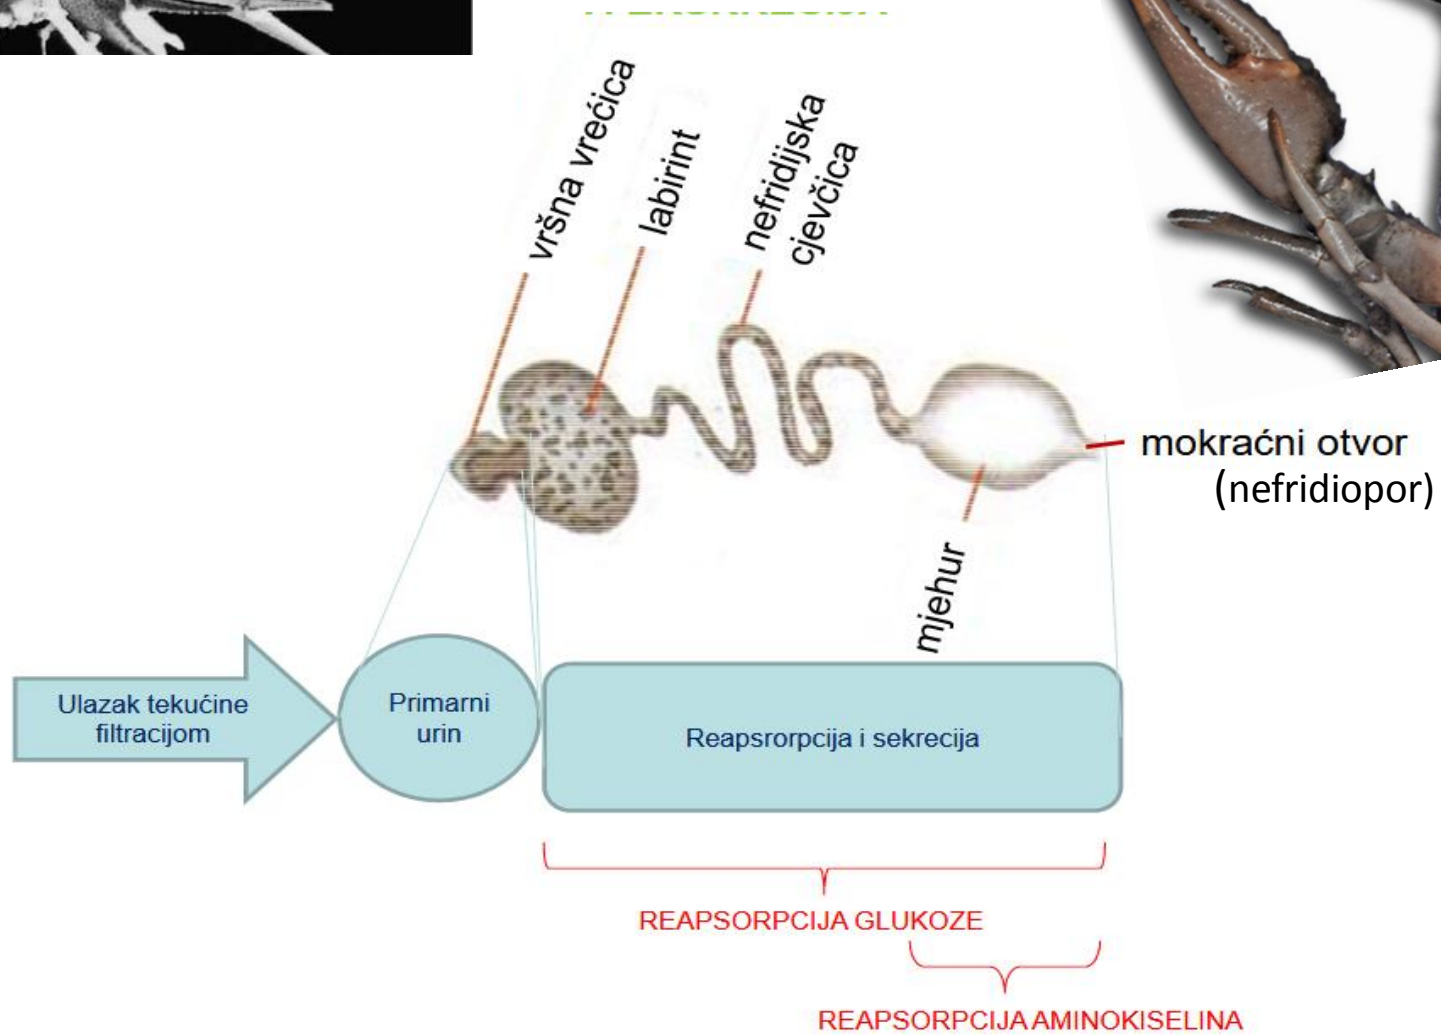 vršna vrećica
labirint
nefridijska
cjevčica
mokraćni otvor
(nefridiopor)
mjehur
Ulazak tekućine
filtracijom
Primarni
urin
Reapsrorpcija i sekrecija
REAPSORPCIJA GLUKOZE
REAPSORPCIJA AMINOKISELINA